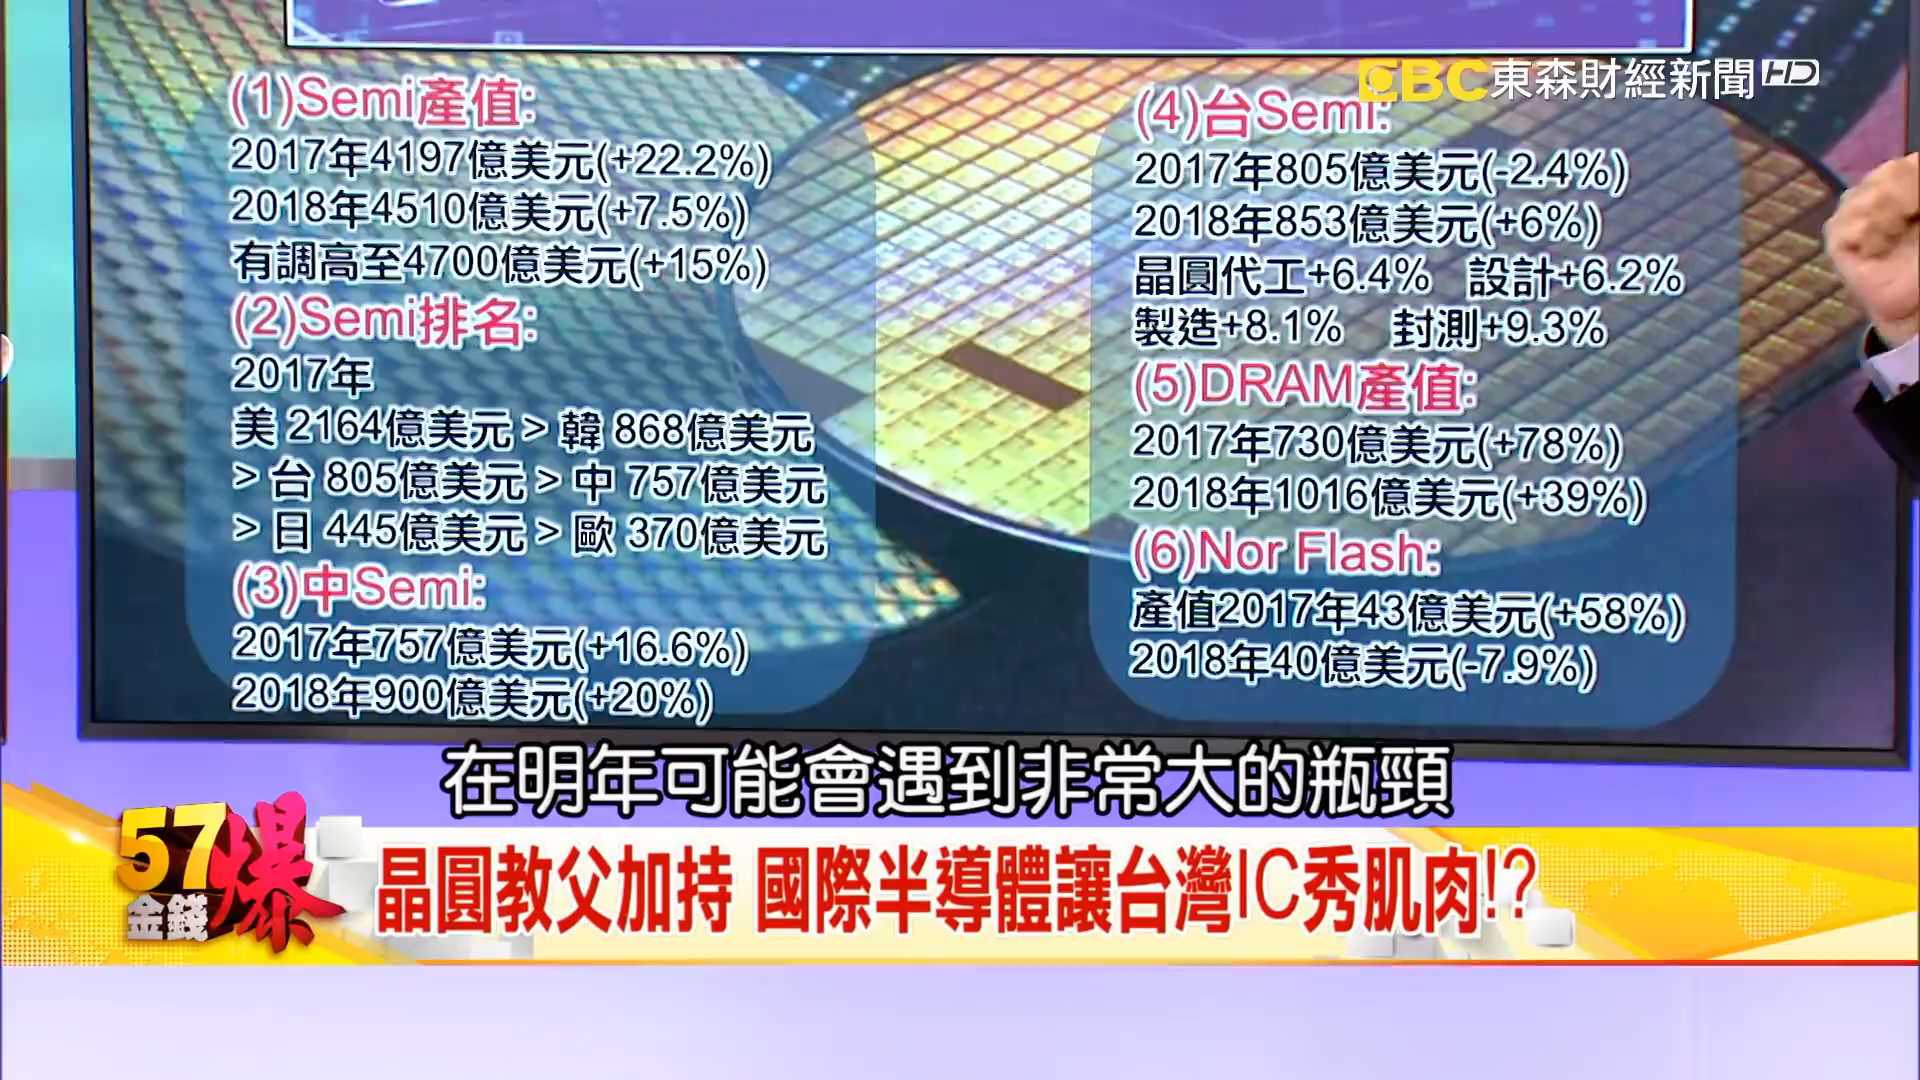 (1)Semi產值:
2017年4197億美元(+22.2%)
2018年4510億美元(+7.5%)
有調高至4700億美元(+15%)
(2)Semi排名:
2017年
美 2164億美元 > 韓 868億美元
> 台 805億美元 > 中 757億美元
> 日 445億美元 > 歐 370億美元
(3)中Semi:
2017年757億美元(+16.6%)
2018年900億美元(+20%)
EBC東森財經新聞HD
(4)台Semi:
2017年805億美元(-2.4%)
2018年853億美元(+6%)
晶圓代工+6.4% 設計+6.2%
製造+8.1% 封測+9.3%
(5)DRAM產值:
2017年730億美元(+78%)
2018年1016億美元(+39%)
(6)Nor Flash:
產值2017年43億美元(+58%)
2018年40億美元(-7.9%)
在明年可能會遇到非常大的瓶頸
57金錢爆
晶圓教父加持 國際半導體讓台灣IC秀肌肉!?